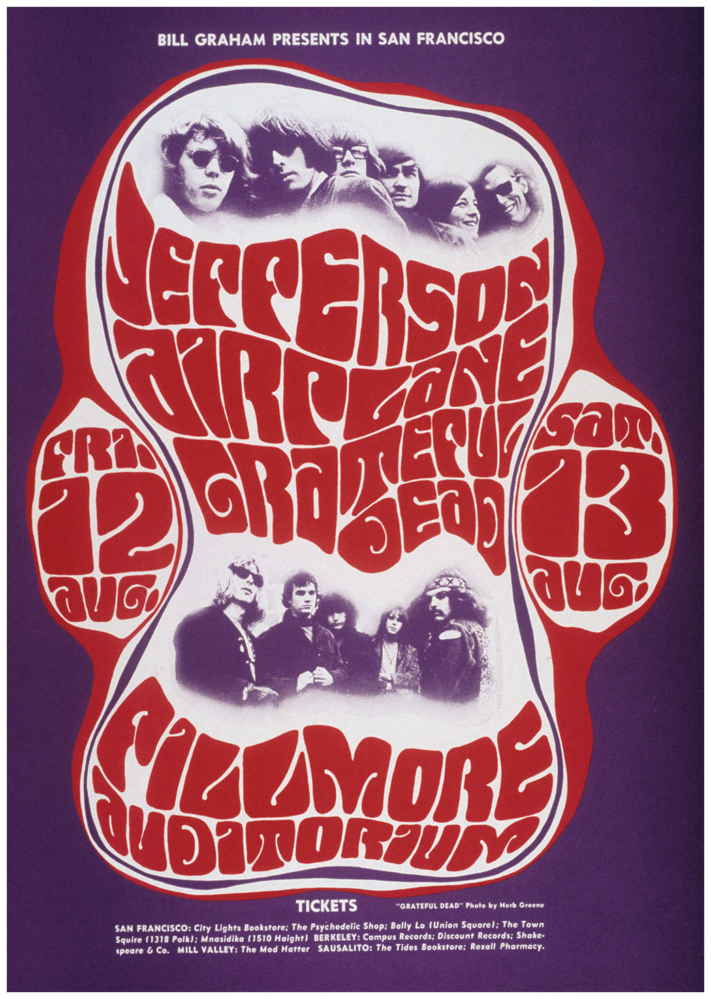 BILL GRAHAM PRESENTS IN SAN FRANCISCO
JEFFERSON
AIRPLANE
GRATEFUL
DEAD
FRI.
12
AUG.
SAT.
13
AUG.
FILLMORE
AUDITORIUM
TICKETS
"GRATEFUL DEAD" Photo by Herb Greene
SAN FRANCISCO: City Lights Bookstore; The Psychedelic Shop; Bally Lo (Union Square); The Town
Squire (1318 Polk); Mnasidika (1510 Haight) BERKELEY: Campus Records; Discount Records; Shake-
speare & Co. MILL VALLEY: The Mod Hatter SAUSALITO: The Tides Bookstore; Rexall Pharmacy.